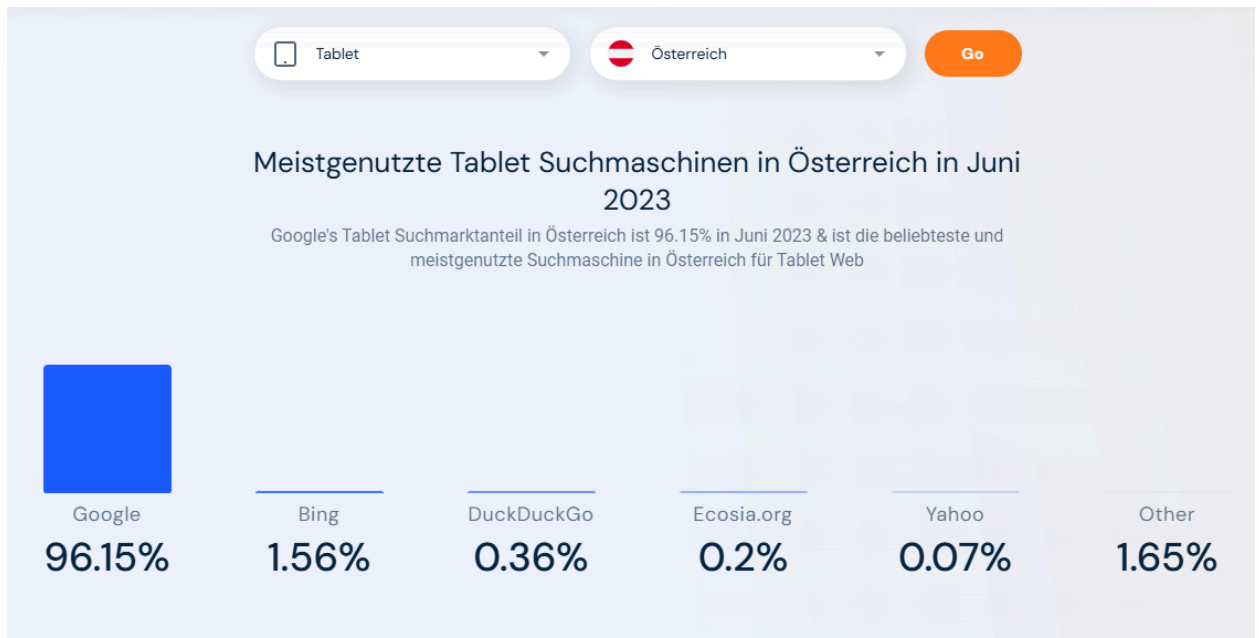 Tablet
Österreich
Go
Meistgenutzte Tablet Suchmaschinen in Österreich in Juni
2023
Google's Tablet Suchmarktanteil in Österreich ist 96.15% in Juni 2023 & ist die beliebteste und
meistgenutzte Suchmaschine in Österreich für Tablet Web
Google
96.15%
Bing
1.56%
DuckDuckGo
0.36%
Ecosia.org
0.2%
Yahoo
0.07%
Other
1.65%